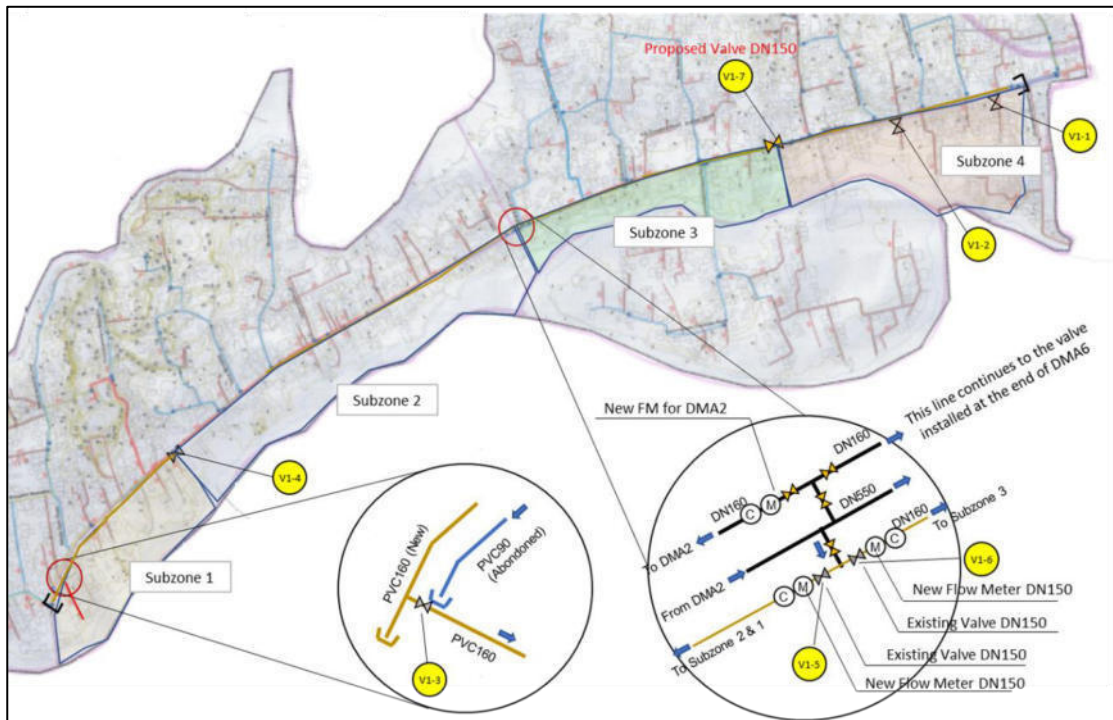 Proposed Valve DN150
V1-7
V1-1
Subzone 4
V1-2
Subzone 3
Subzone 2
V1-4
Subzone 1
New FM for DMA2
This line continues to the valve
installed at the end of DMA6
DN160
DN550
DN160
C
M
DN160
To Subzone 3
To DMA2
M
C
V1-6
New Flow Meter DN150
From DMA2
Existing Valve DN150
C
M
To Subzone 2 & 1
V1-5
Existing Valve DN150
New Flow Meter DN150
PVC160 (New)
PVC90
(Abondoned)
PVC160
V1-3